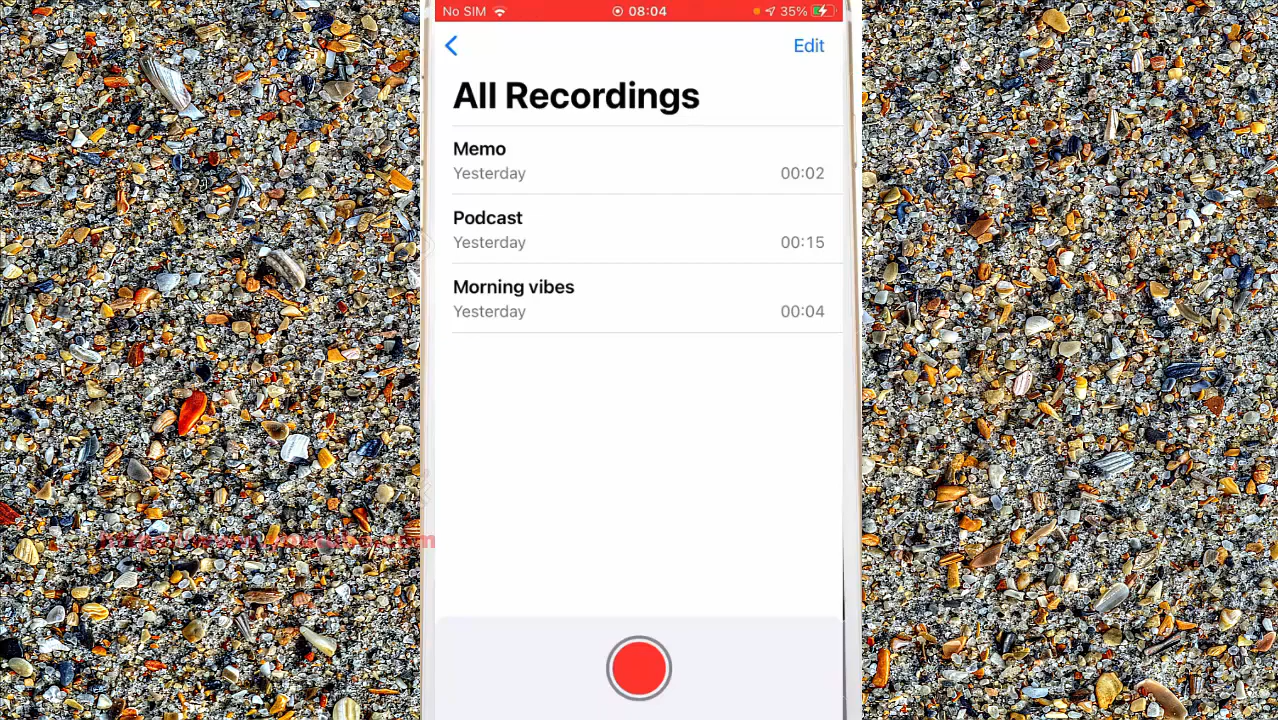 No SIM 08:04 35%
Edit
All Recordings
Memo
Yesterday 00:02
Podcast
Yesterday 00:15
Morning vibes
Yesterday 00:04